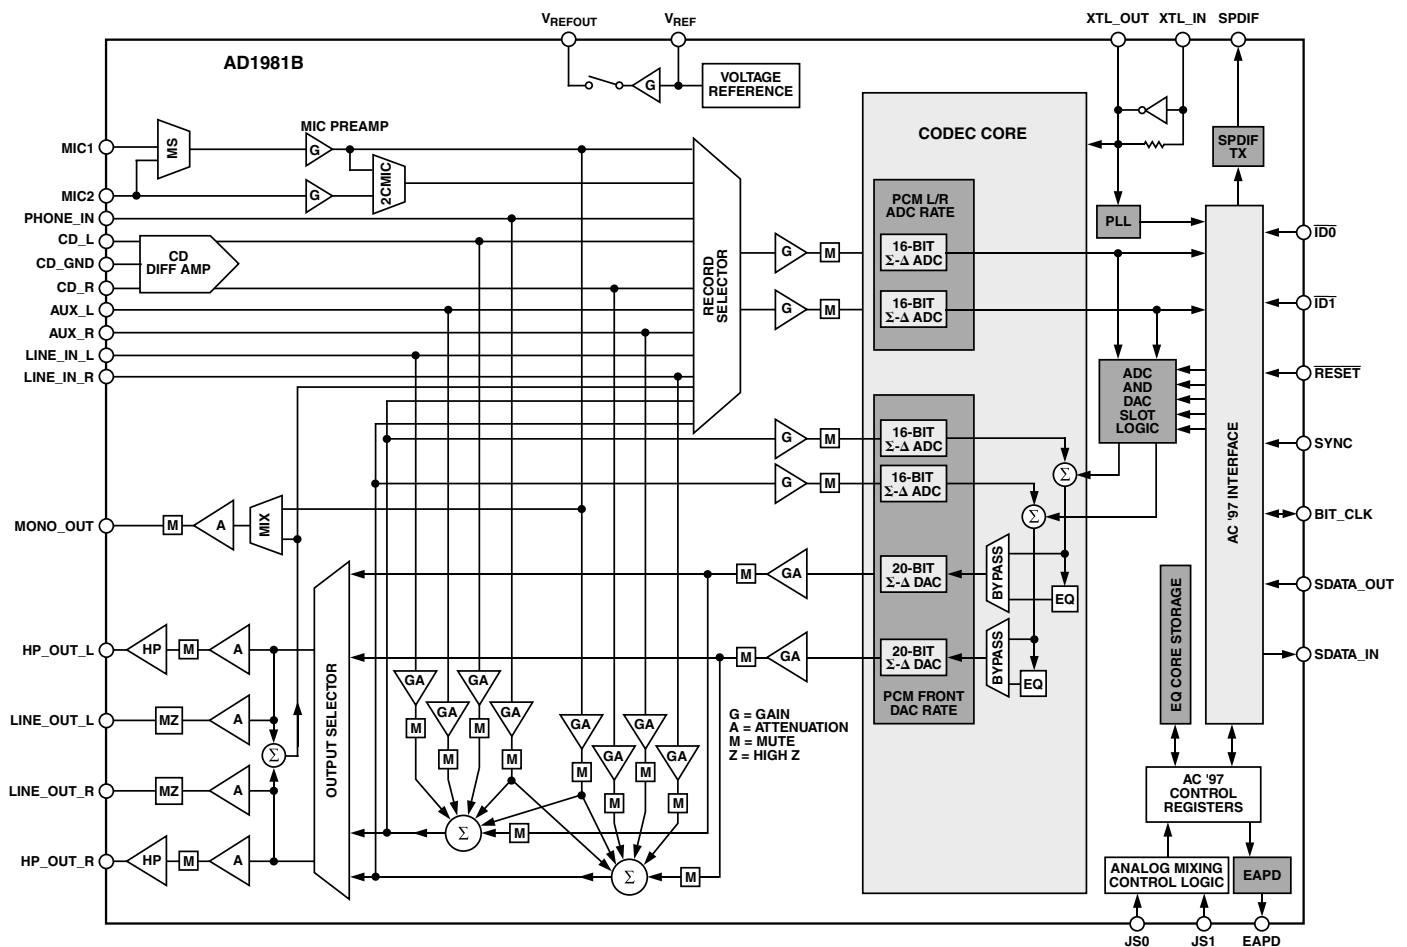 V_REFOUT
V_REF
XTL_OUT
XTL_IN
SPDIF
AD1981B
G
VOLTAGE
REFERENCE
CODEC CORE
SPDIF
TX
MIC PREAMP
MIC1
MS
G
2CMIC
MIC2
G
PHONE_IN
CD_L
CD_GND
CD
DIFF AMP
CD_R
AUX_L
AUX_R
LINE_IN_L
LINE_IN_R
RECORD
SELECTOR
G
M
G
M
PCM L/R
ADC RATE
16-BIT
Σ-Δ ADC
16-BIT
Σ-Δ ADC
PLL
ID0
ID1
RESET
SYNC
BIT_CLK
SDATA_OUT
SDATA_IN
ADC
AND
DAC
SLOT
LOGIC
AC '97 INTERFACE
G
M
16-BIT
Σ-Δ ADC
G
M
16-BIT
Σ-Δ ADC
Σ
Σ
MONO_OUT
M
A
MIX
M
GA
20-BIT
Σ-Δ DAC
BYPASS
EQ
M
GA
20-BIT
Σ-Δ DAC
BYPASS
EQ
PCM FRONT
DAC RATE
EQ CORE STORAGE
HP_OUT_L
HP
M
A
LINE_OUT_L
MZ
A
Σ
LINE_OUT_R
MZ
A
HP_OUT_R
HP
M
A
OUTPUT SELECTOR
GA
GA
GA
GA
GA
GA
GA
GA
M
M
M
M
M
M
M
M
Σ
M
Σ
M
G = GAIN
A = ATTENUATION
M = MUTE
Z = HIGH Z
AC '97
CONTROL
REGISTERS
ANALOG MIXING
CONTROL LOGIC
EAPD
JS0
JS1
EAPD